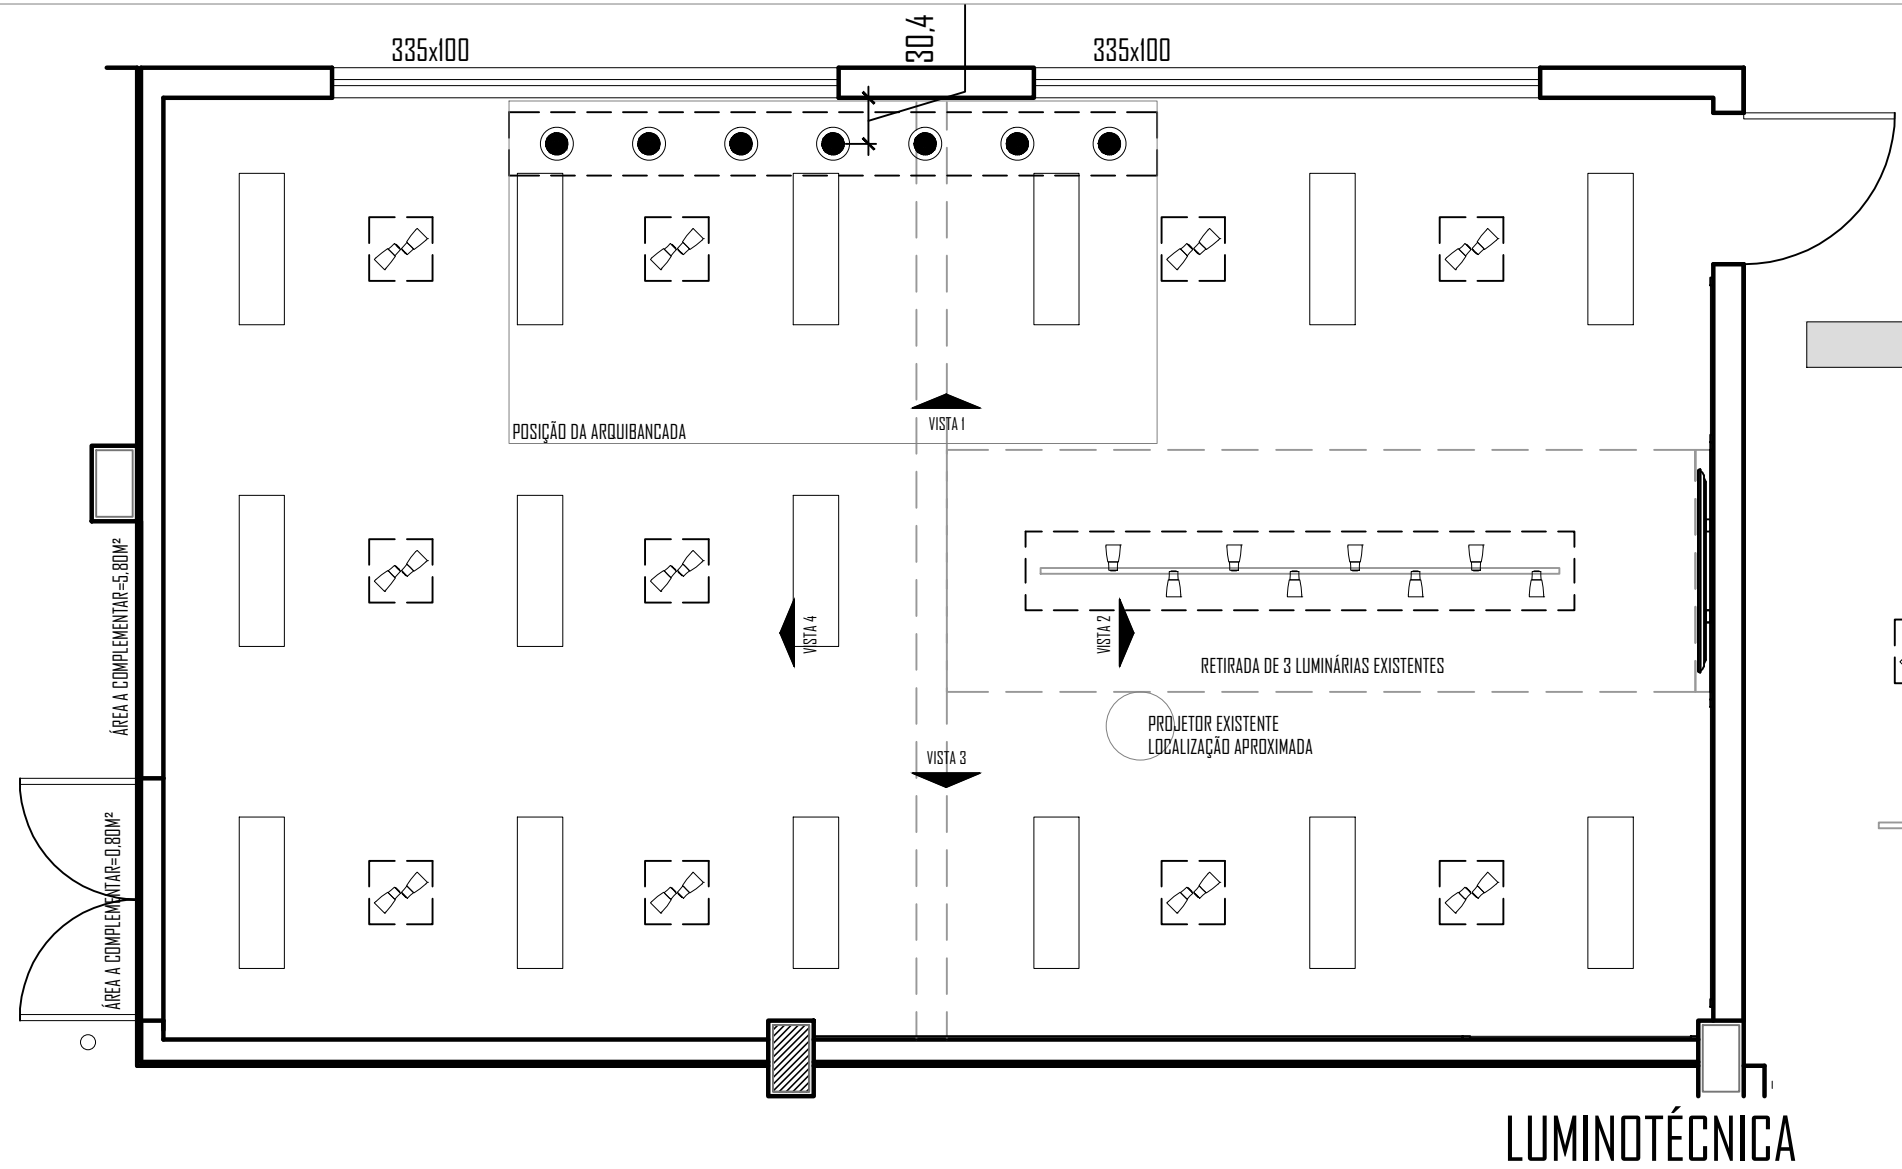 335x100
30,4
335x100
POSIÇÃO DA ARQUIBANCADA
VISTA 1
ÁREA A COMPLEMENTAR=5,80M²
VISTA 4
VISTA 2
RETIRADA DE 3 LUMINÁRIAS EXISTENTES
PROJETOR EXISTENTE
LOCALIZAÇÃO APROXIMADA
VISTA 3
ÁREA A COMPLEMENTAR=0,80M²
LUMINOTÉCNICA